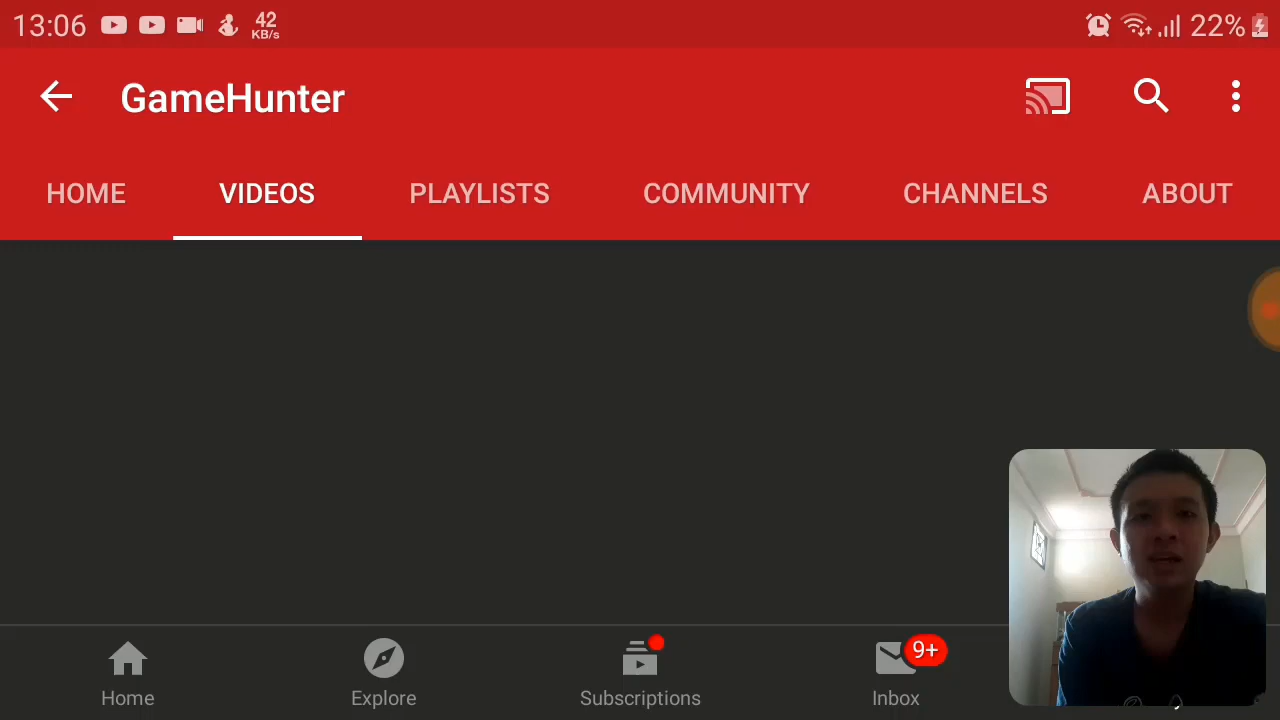 13:06 42 KB/s 22%
GameHunter
HOME VIDEOS PLAYLISTS COMMUNITY CHANNELS ABOUT
9+
Home Explore Subscriptions Inbox